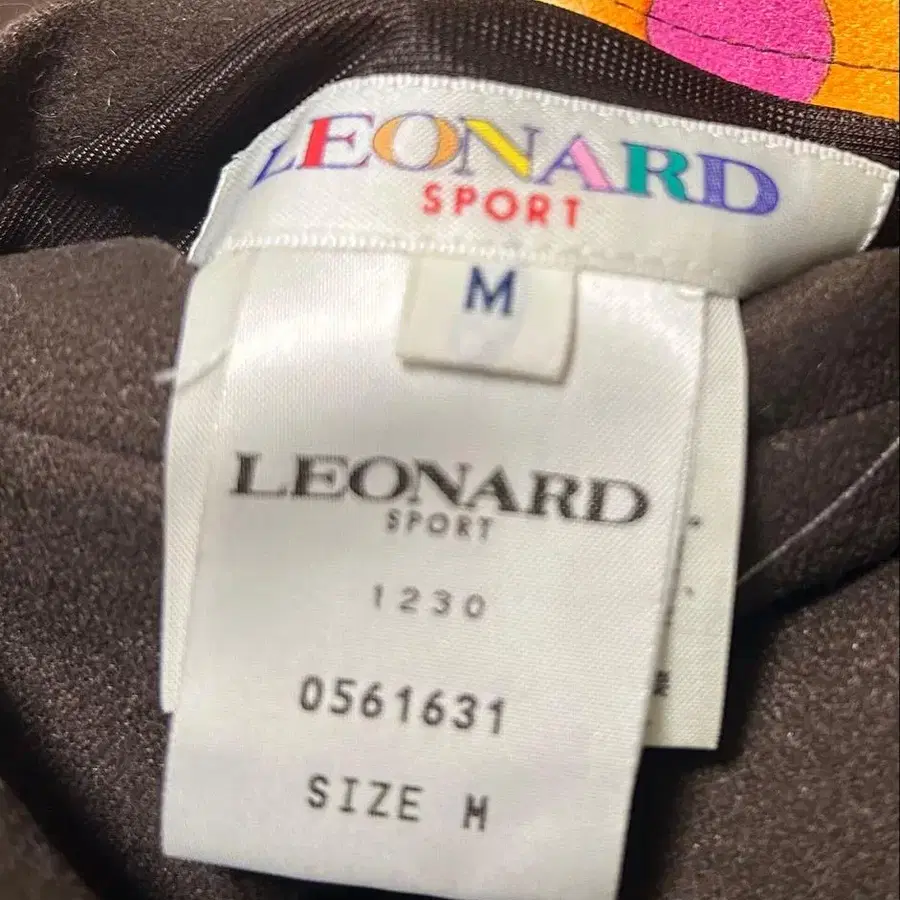 LEONARD
SPORT
M
LEONARD
SPORT
1230
0561631
SIZE M